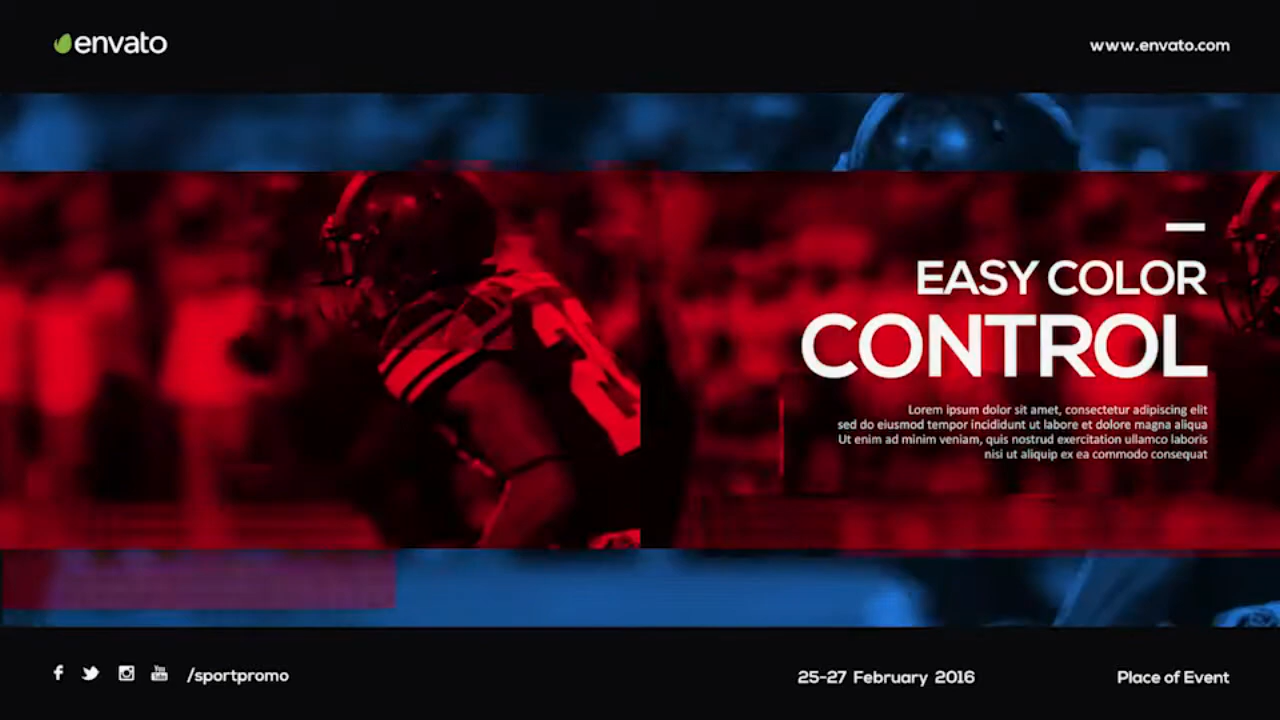 envato
www.envato.com
EASY COLOR
CONTROL
Lorem ipsum dolor sit amet, consectetur adipiscing elit
sed do eiusmod tempor incididunt ut labore et dolore magna aliqua
Ut enim ad minim veniam, quis nostrud exercitation ullamco laboris
nisi ut aliquip ex ea commodo consequat
You Tube
/sportpromo
25-27 February 2016
Place of Event